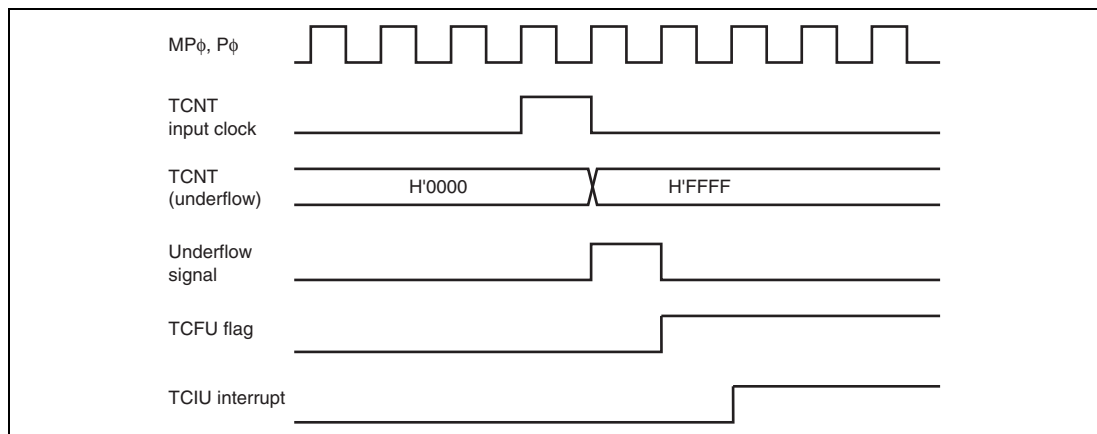 MPφ, Pφ
TCNT
input clock
TCNT
(underflow)
H'0000
H'FFFF
Underflow
signal
TCFU flag
TCIU interrupt